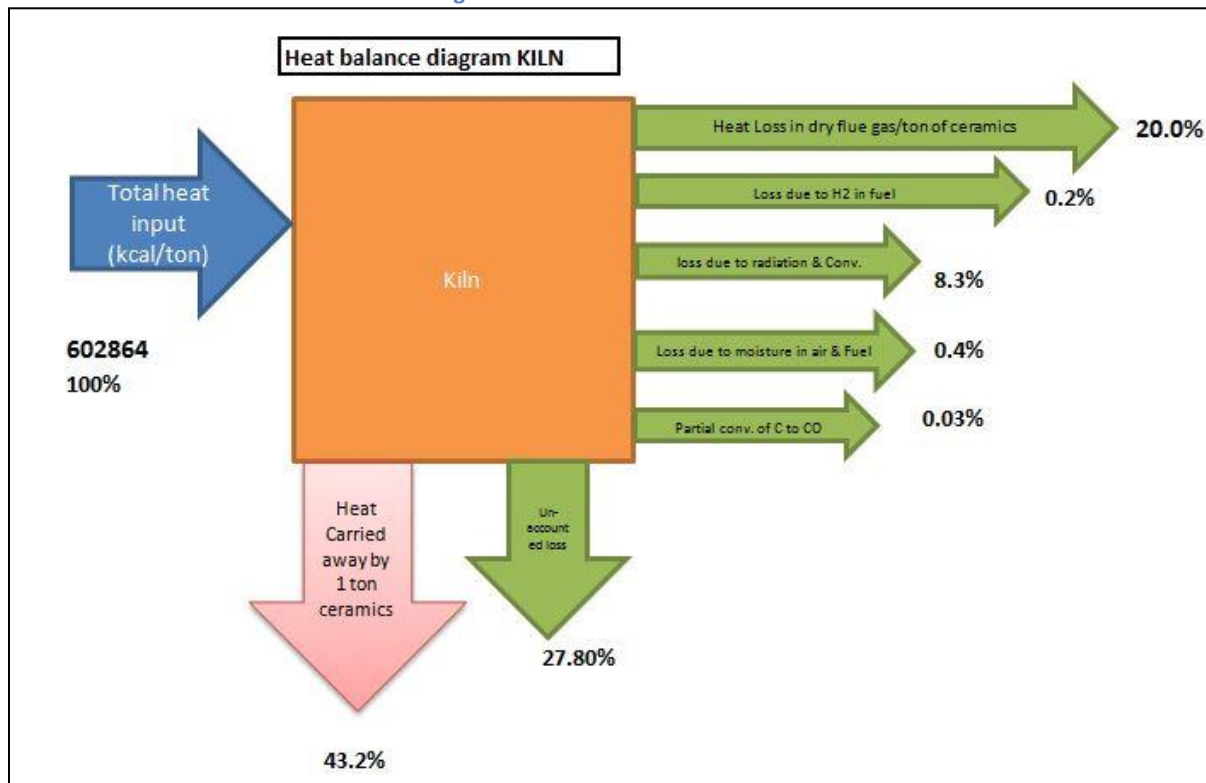 Heat balance diagram KILN
Total heat
input
(kcal/ton)
602864
100%
Kiln
Heat Loss in dry flue gas/ton of ceramics
20.0%
Loss due to H2 in fuel
0.2%
loss due to radiation & Conv.
8.3%
Loss due to moisture in air & Fuel
0.4%
Partial conv. of C to CO
0.03%
Heat
Carried
away by
1 ton
ceramics
43.2%
Un-
account
ed loss
27.80%